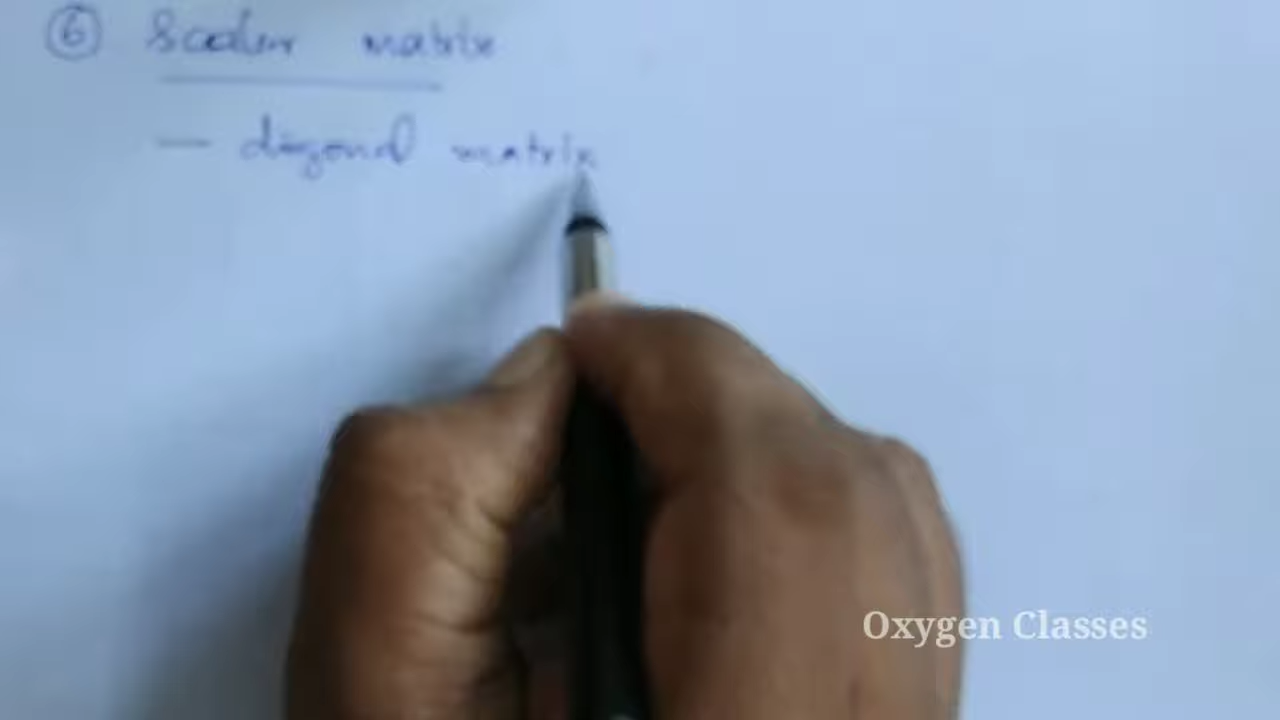 ⑥ Scalar matrix
— diagonal matrix
Oxygen Classes